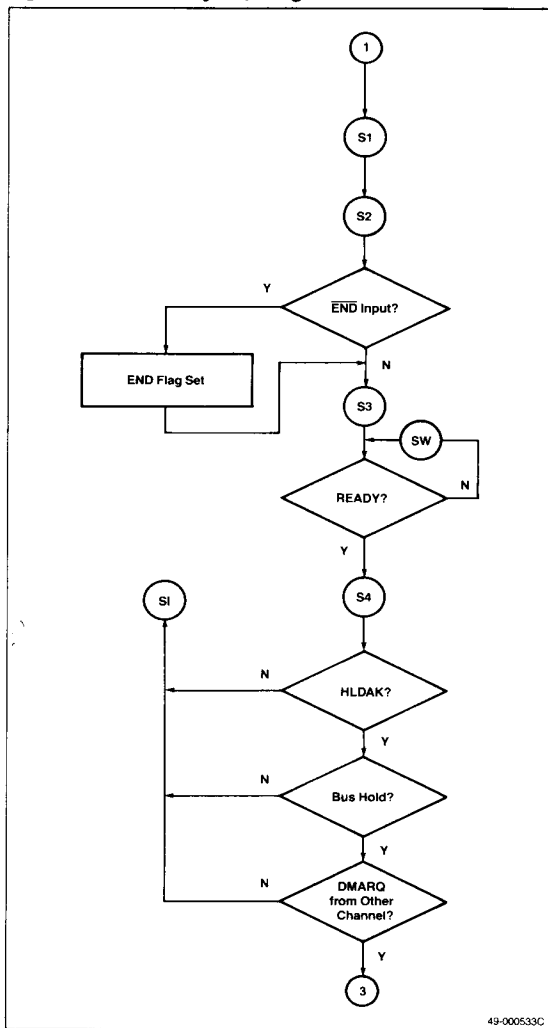 1
S1
S2
Y
END Input?
N
END Flag Set
S3
SW
N
READY?
Y
SI
S4
N
HLDAK?
Y
N
Bus Hold?
Y
N
DMARQ
from Other
Channel?
Y
3
49-000533C